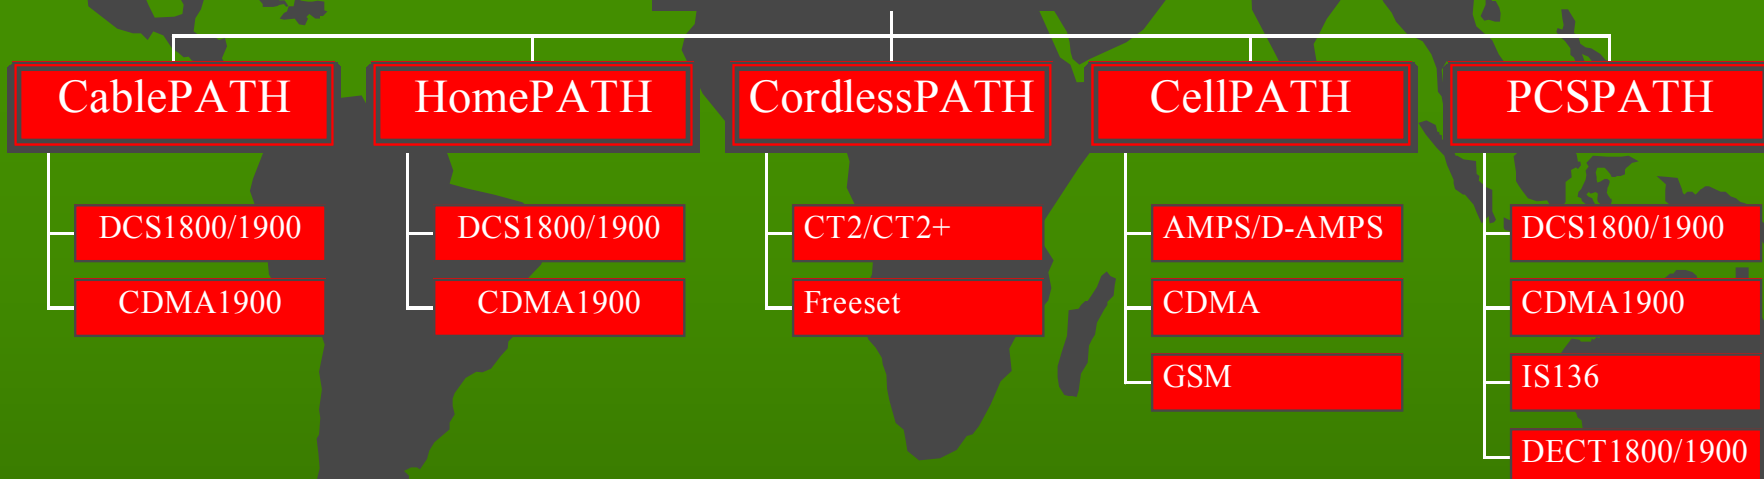 CablePATH
HomePATH
CordlessPATH
CellPATH
PCSPATH
DCS1800/1900
CDMA1900
DCS1800/1900
CDMA1900
CT2/CT2+
Freeset
AMPS/D-AMPS
CDMA
GSM
DCS1800/1900
CDMA1900
IS136
DECT1800/1900